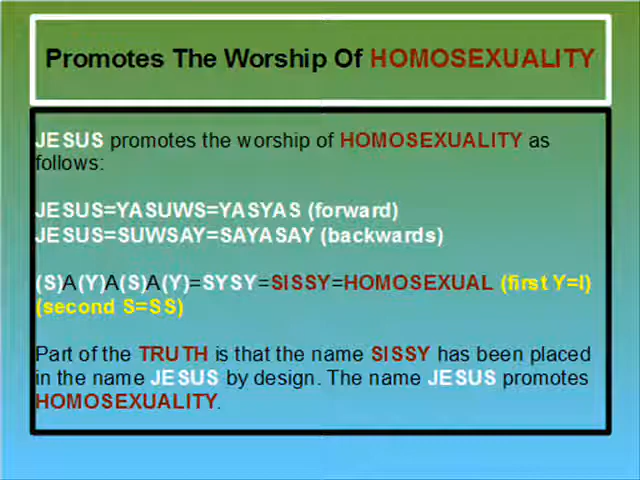 Promotes The Worship Of HOMOSEXUALITY
JESUS promotes the worship of HOMOSEXUALITY as
follows:
JESUS=YASUWS=YASYAS (forward)
JESUS=SUWSAY=SAYASAY (backwards)
(S)A(Y)A(S)A(Y)=SYSY=SISSY=HOMOSEXUAL (first Y=I)
(second S=SS)
Part of the TRUTH is that the name SISSY has been placed
in the name JESUS by design. The name JESUS promotes
HOMOSEXUALITY.